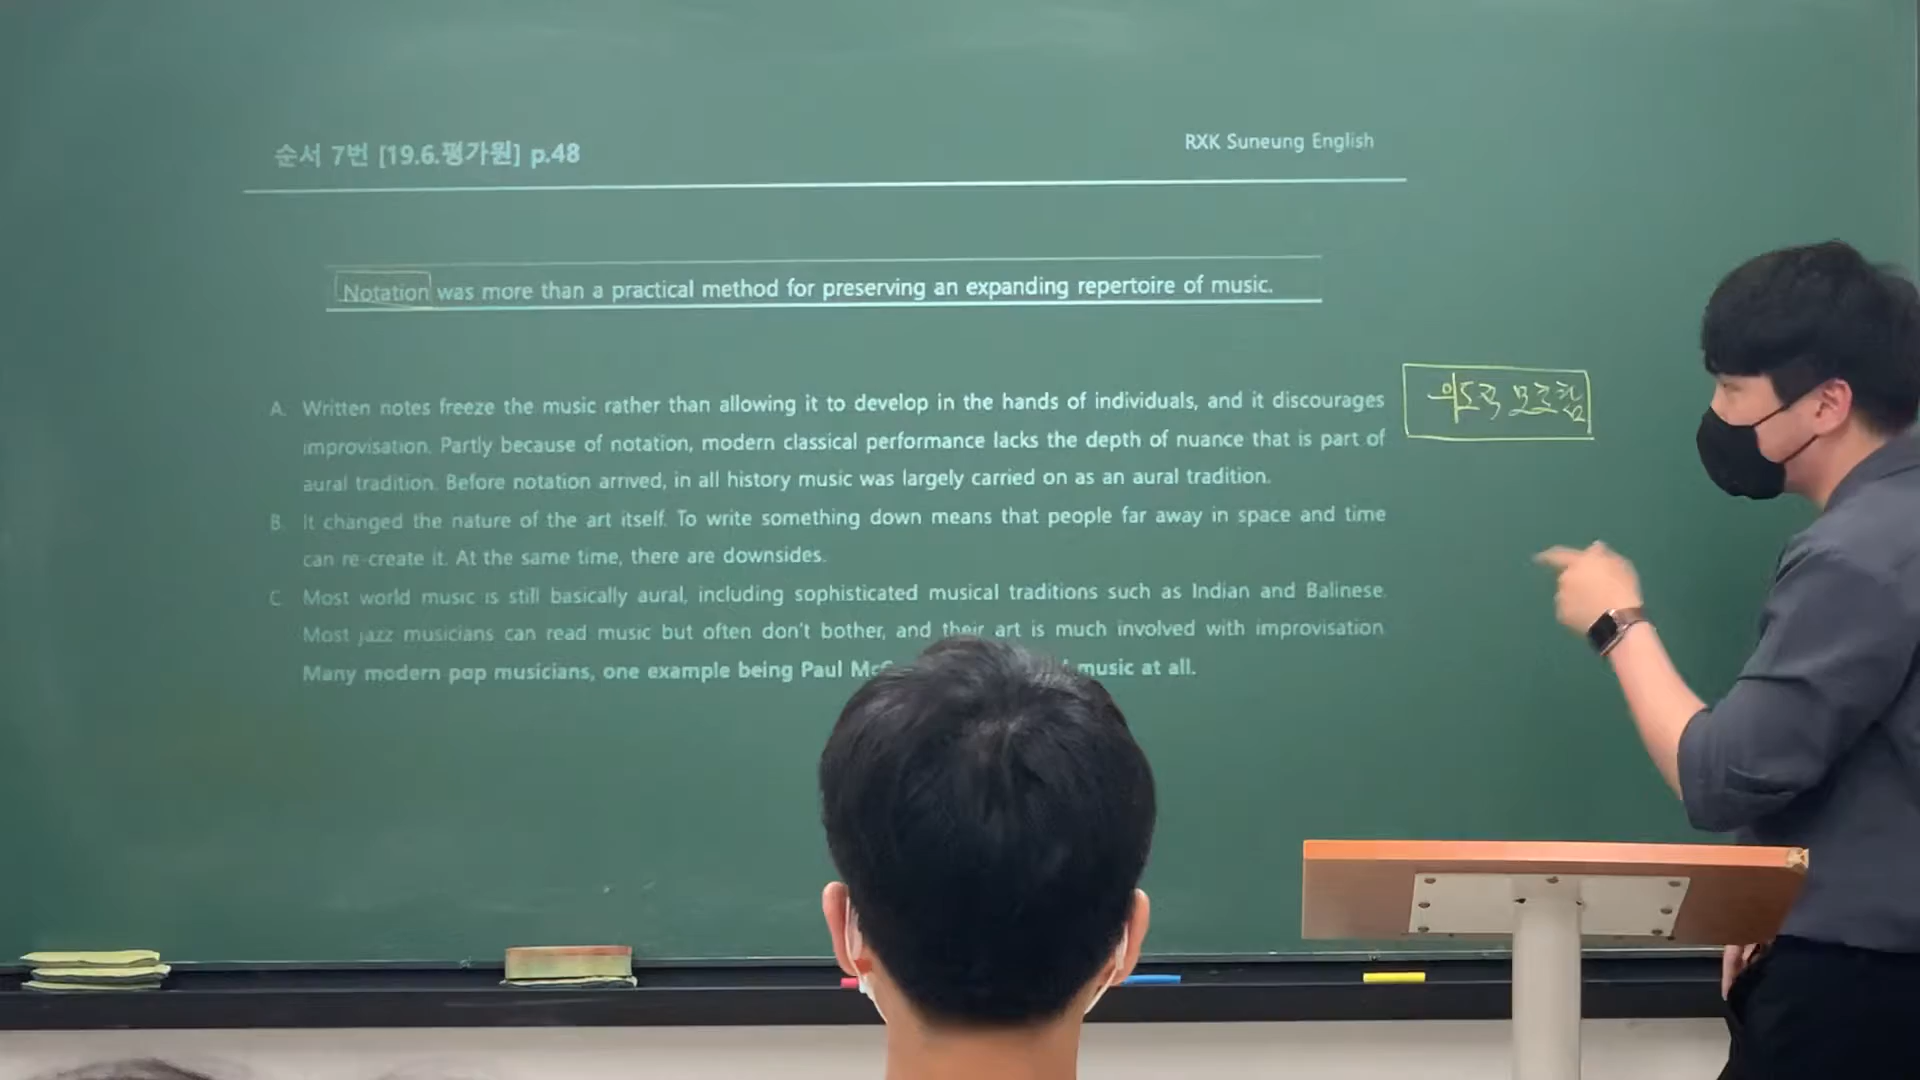 순서 7번 [19.6.평가원] p.48
RXK Suneung English
Notation was more than a practical method for preserving an expanding repertoire of music.
A. Written notes freeze the music rather than allowing it to develop in the hands of individuals, and it discourages
improvisation. Partly because of notation, modern classical performance lacks the depth of nuance that is part of
aural tradition. Before notation arrived, in all history music was largely carried on as an aural tradition.
B. It changed the nature of the art itself. To write something down means that people far away in space and time
can re-create it. At the same time, there are downsides.
C. Most world music is still basically aural, including sophisticated musical traditions such as Indian and Balinese.
Most jazz musicians can read music but often don't bother, and their art is much involved with improvisation.
Many modern pop musicians, one example being Paul music at all.